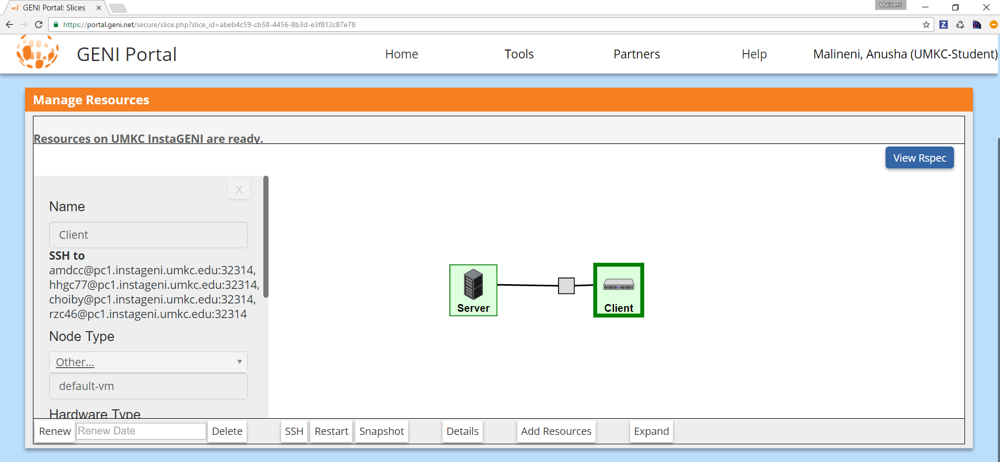 GENI Portal: Slices
Malineni
https://portal.geni.net/secure/slice.php?slice_id=abeb4c59-cb58-4456-8b3d-e3f812c87e78
Z
GENI Portal
Home
Tools
Partners
Help
Malineni, Anusha (UMKC-Student)
Manage Resources
Resources on UMKC InstaGENI are ready.
View Rspec
X
Name
Client
SSH to
amdcc@pc1.instageni.umkc.edu:32314,
hhgc77@pc1.instageni.umkc.edu:32314,
choiby@pc1.instageni.umkc.edu:32314,
rzc46@pc1.instageni.umkc.edu:32314
Node Type
Other...
default-vm
Hardware Type
Server
Client
Renew
Renew Date
Delete
SSH
Restart
Snapshot
Details
Add Resources
Expand